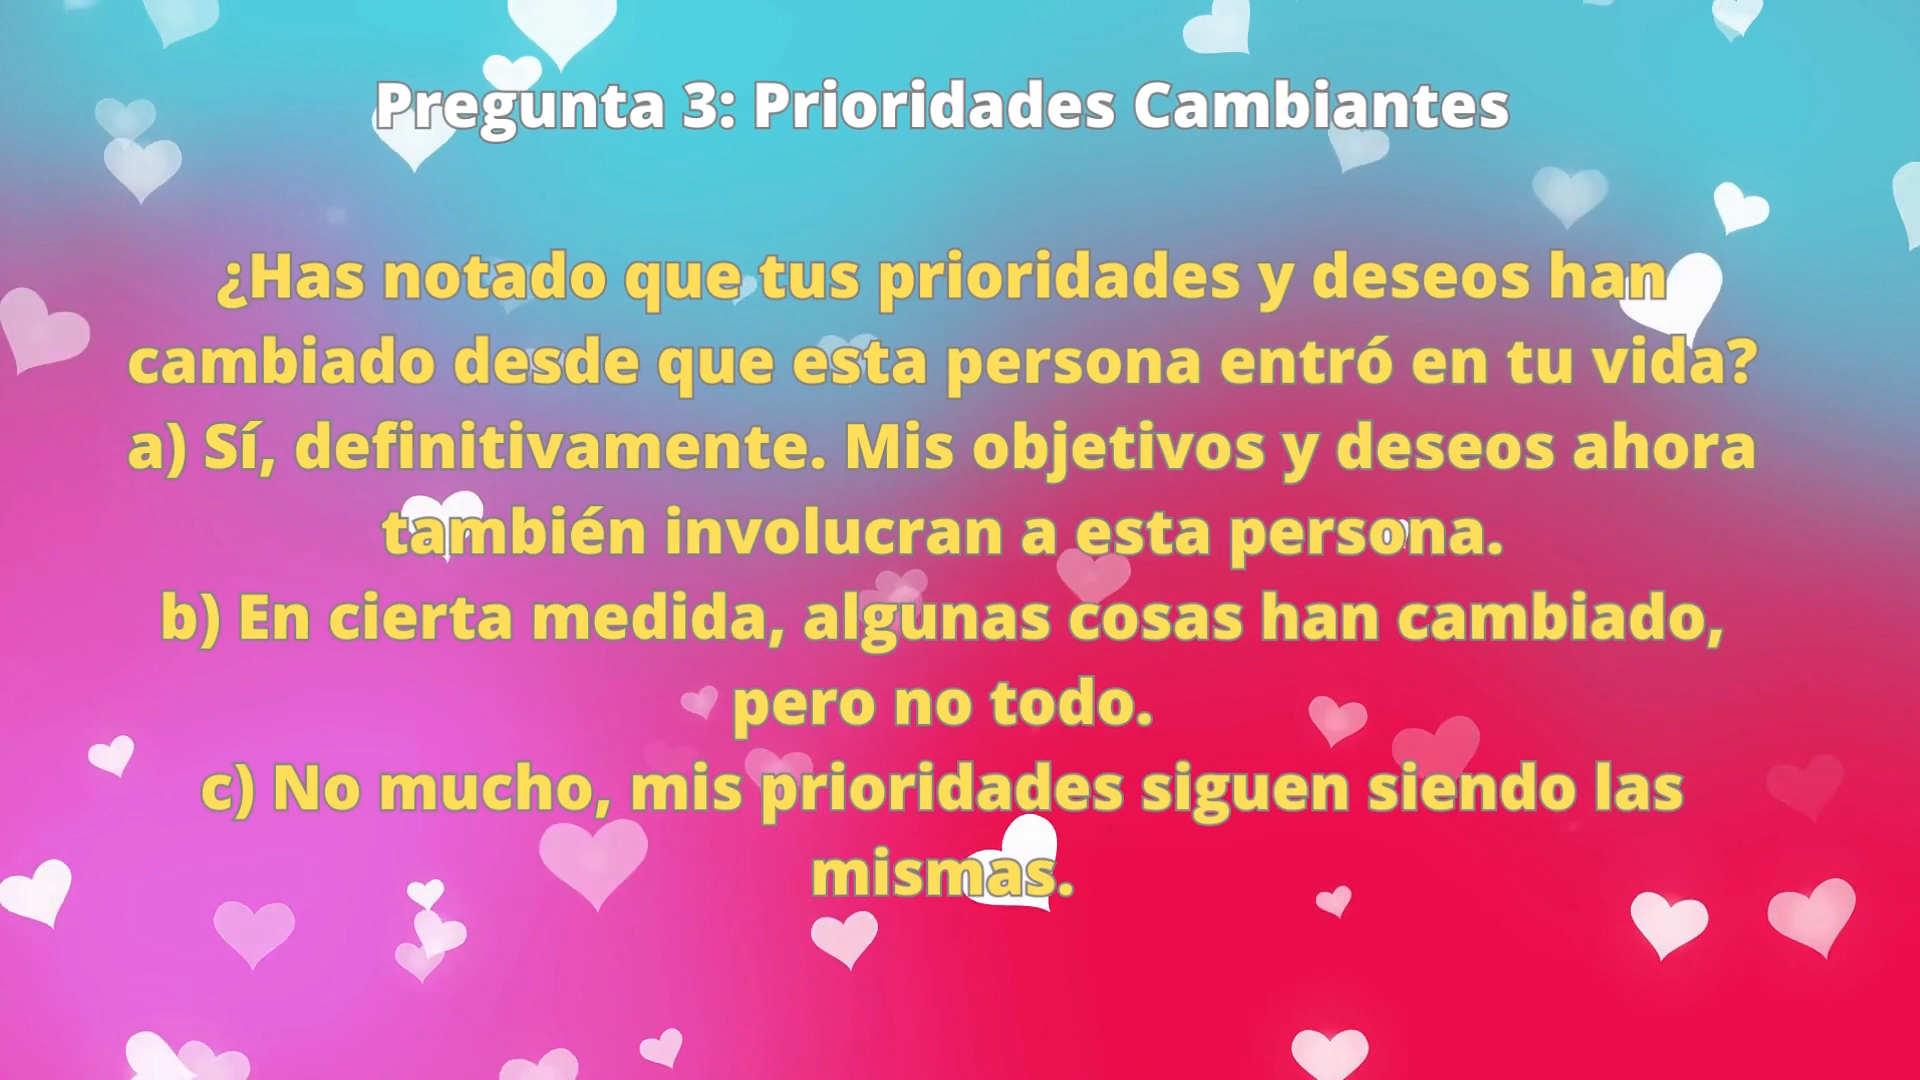 Pregunta 3: Prioridades Cambiantes
¿Has notado que tus prioridades y deseos han
cambiado desde que esta persona entró en tu vida?
a) Sí, definitivamente. Mis objetivos y deseos ahora
también involucran a esta persona.
b) En cierta medida, algunas cosas han cambiado,
pero no todo.
c) No mucho, mis prioridades siguen siendo las
mismas.